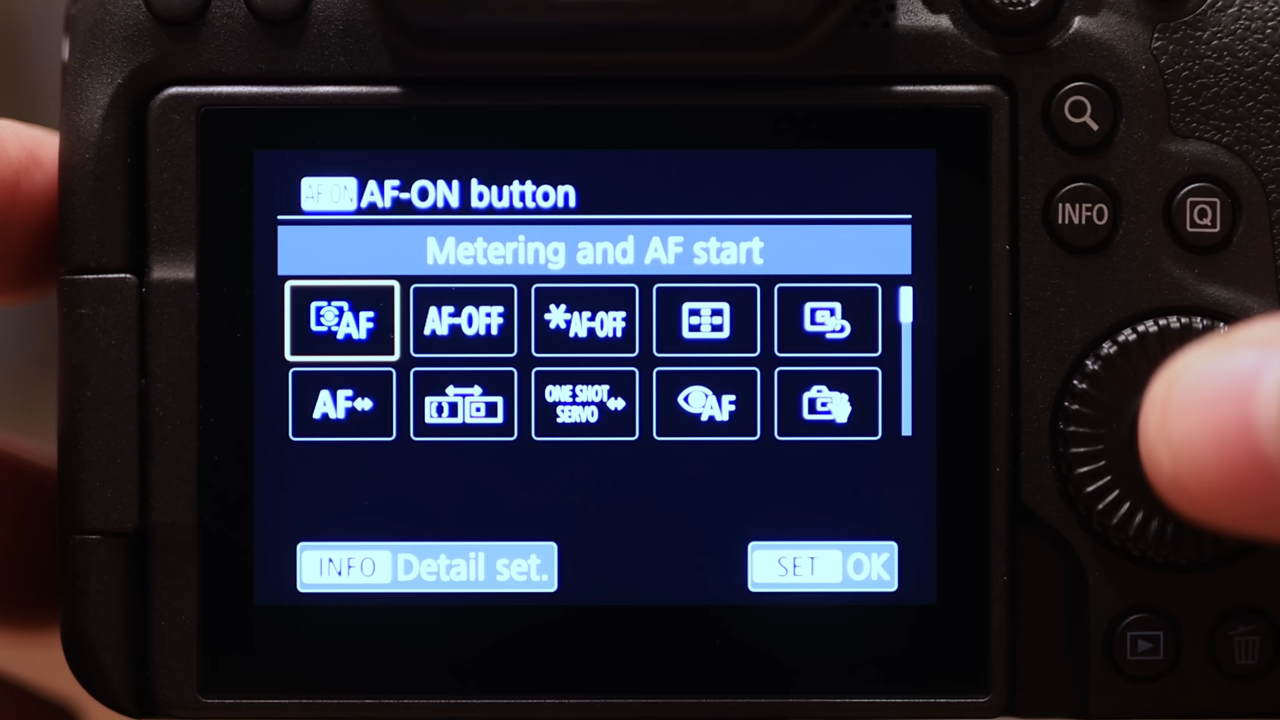 AF ON AF-ON button
Metering and AF start
AF AF-OFF *AF-OFF
AF ONE SHOT AF
SERVO
INFO Detail set. SET OK
INFO Q